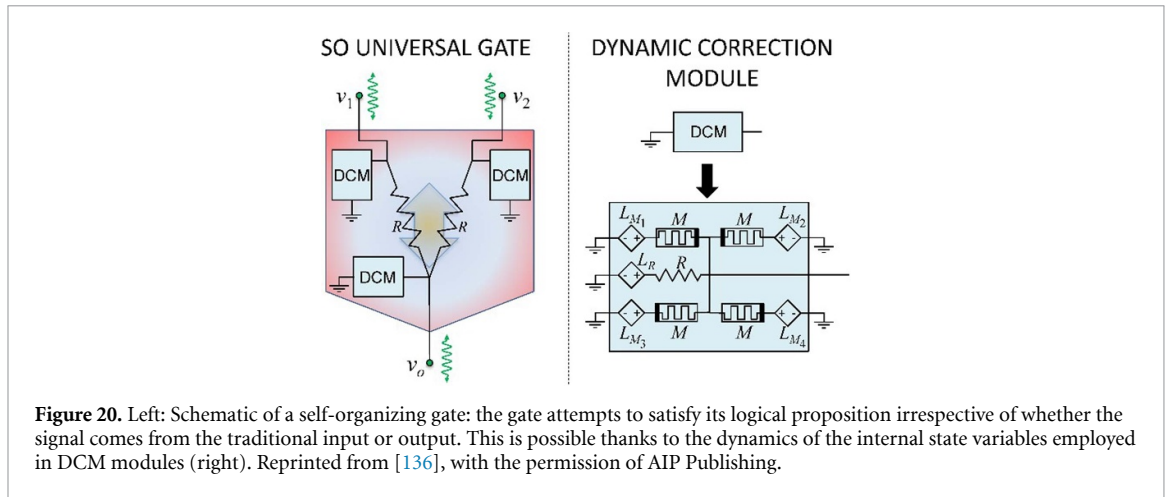 SO UNIVERSAL GATE
DYNAMIC CORRECTION
MODULE
v1
v2
DCM
DCM
R
R
DCM
vo
DCM
LM1
M
M
LM2
LR
R
LM3
M
M
LM4
Figure 20. Left: Schematic of a self-organizing gate: the gate attempts to satisfy its logical proposition irrespective of whether the
signal comes from the traditional input or output. This is possible thanks to the dynamics of the internal state variables employed
in DCM modules (right). Reprinted from [136], with the permission of AIP Publishing.